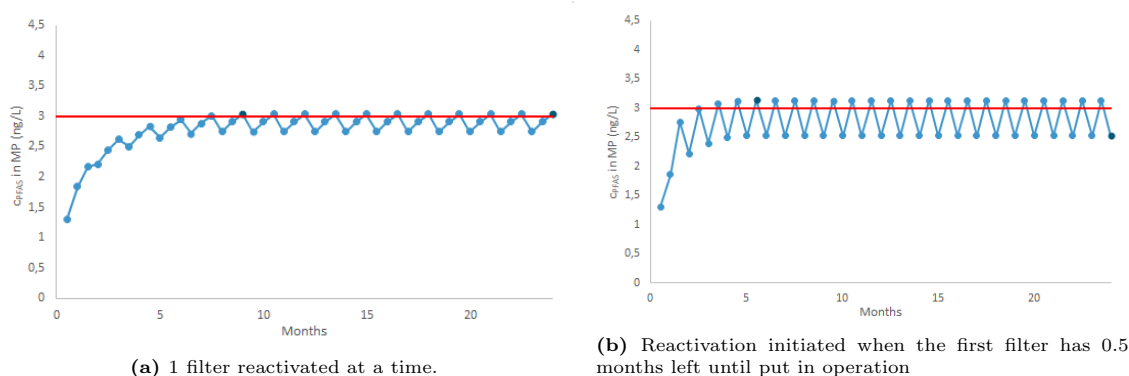 4,5
4
3,5
3
2,5
2
1,5
1
0,5
0
cPFAS in MP (ng/L)
0 5 10 15 20
Months
(a) 1 filter reactivated at a time.
4,5
4
3,5
3
2,5
2
1,5
1
0,5
0
cPFAS in MP (ng/L)
0 5 10 15 20
Months
(b) Reactivation initiated when the first filter has 0.5
months left until put in operation